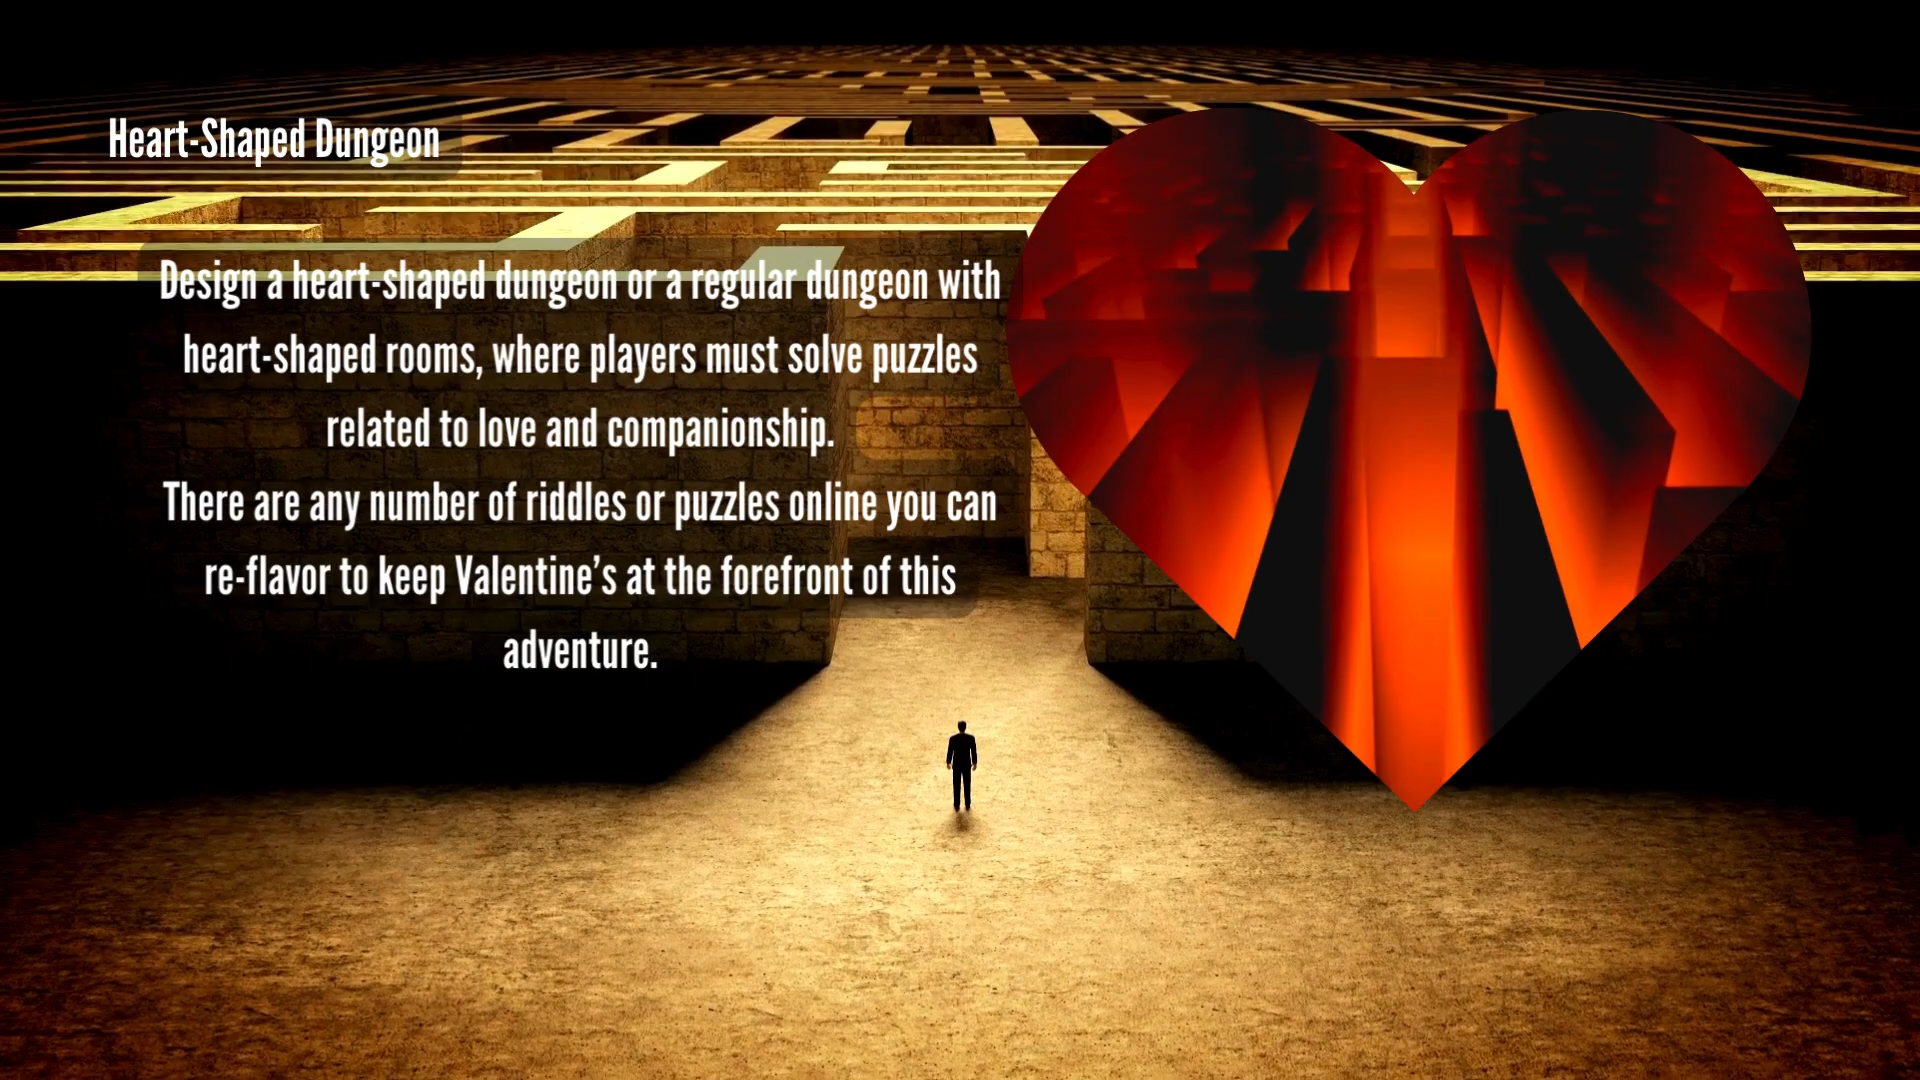 Heart-Shaped Dungeon
Design a heart-shaped dungeon or a regular dungeon with
heart-shaped rooms, where players must solve puzzles
related to love and companionship.
There are any number of riddles or puzzles online you can
re-flavor to keep Valentine’s at the forefront of this
adventure.